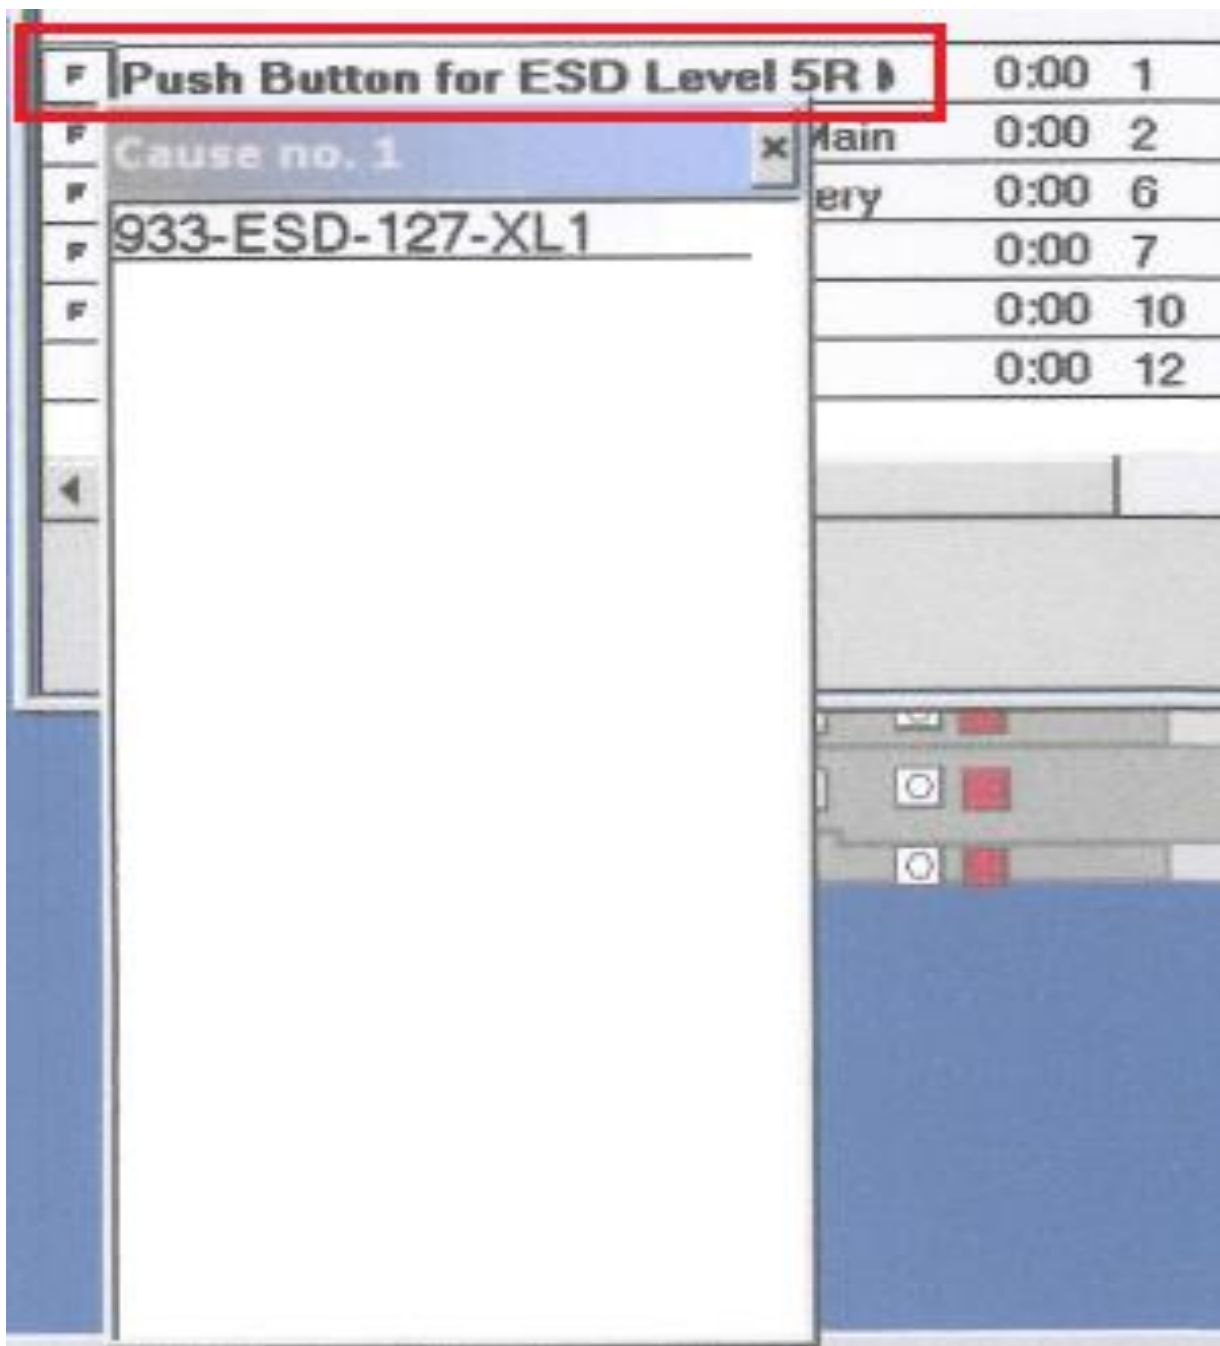 F Push Button for ESD Level 5R 0:00 1
F Main 0:00 2
F ery 0:00 6
F 0:00 7
F 0:00 10
0:00 12
Cause no. 1
933-ESD-127-XL1